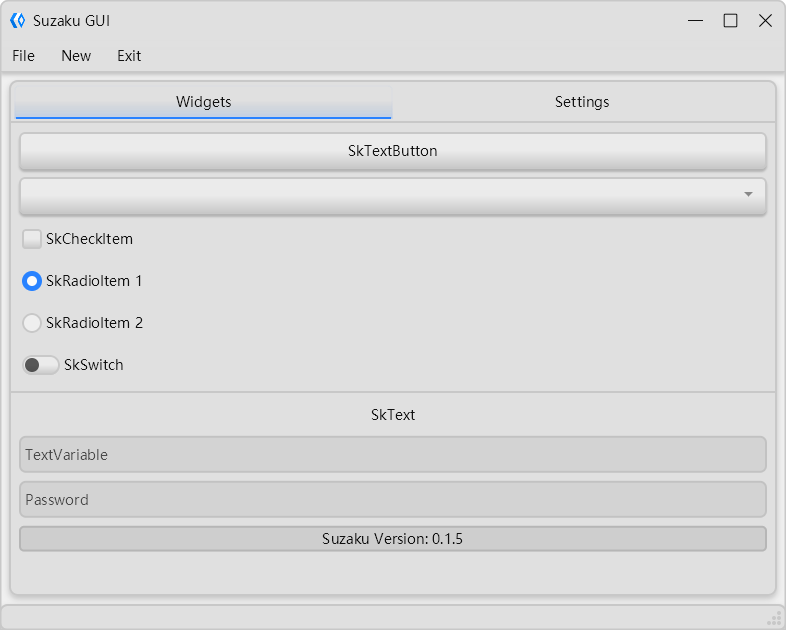 Suzaku GUI
File New Exit
Widgets Settings
SkTextButton
SkCheckItem
SkRadioItem 1
SkRadioItem 2
SkSwitch
SkText
TextVariable
Password
Suzaku Version: 0.1.5